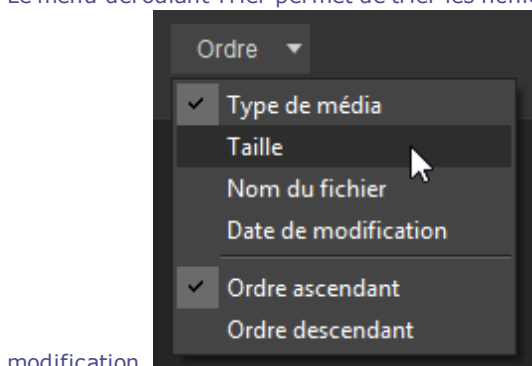 Le menu déroulant Trier permet de trier les
Ordre
Type de média
Taille
Nom du fichier
Date de modification
Ordre ascendant
Ordre descendant
modification.